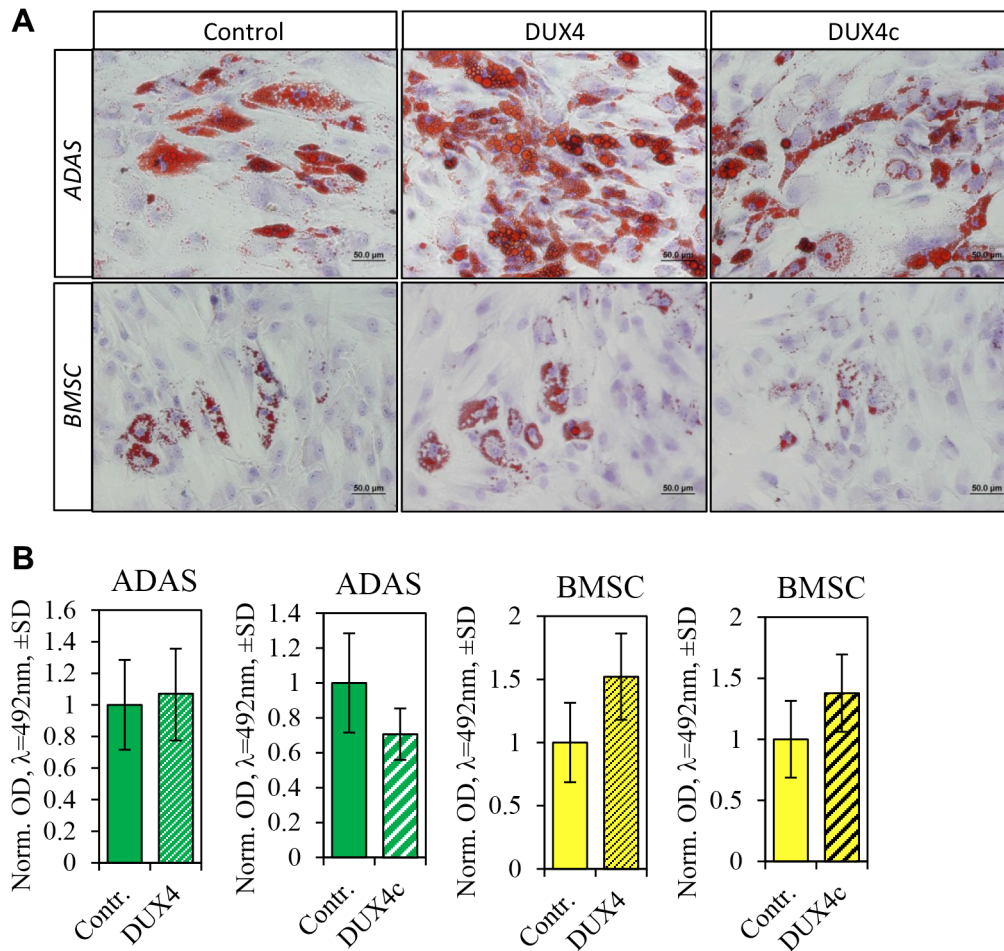 A
Control
DUX4
DUX4c
ADAS
50.0 µm
50.0 µm
50.0 µm
BMSC
50.0 µm
50.0 µm
50.0 µm
B
ADAS
Norm. OD, λ=492nm, ±SD
1.6
1.4
1.2
1
0.8
0.6
0.4
0.2
0
Contr.
DUX4
ADAS
Norm. OD, λ=492nm, ±SD
1.4
1.2
1
0.8
0.6
0.4
0.2
0
Contr.
DUX4c
BMSC
Norm. OD, λ=492nm, ±SD
2
1.5
1
0.5
0
Contr.
DUX4
BMSC
Norm. OD, λ=492nm, ±SD
2
1.5
1
0.5
0
Contr.
DUX4c